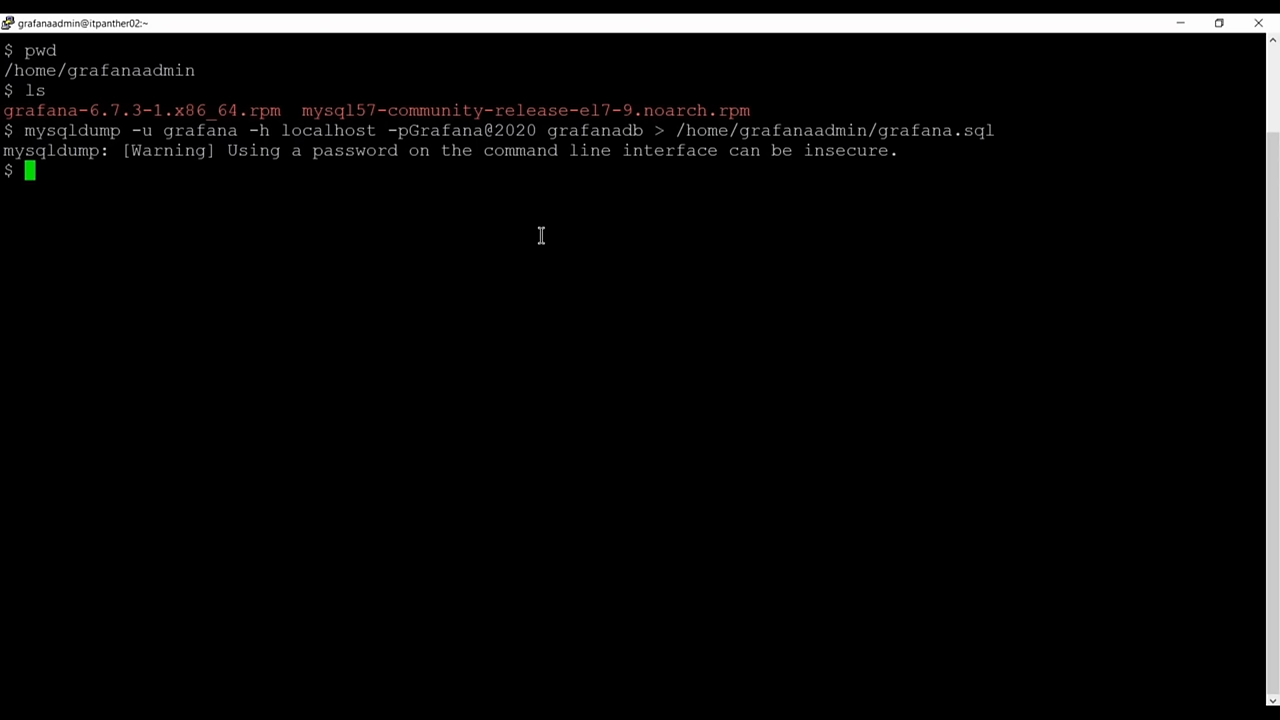 grafanaadmin@itpanther02:~
$ pwd
/home/grafanaadmin
$ ls
grafana-6.7.3-1.x86_64.rpm  mysql57-community-release-el7-9.noarch.rpm
$ mysqldump -u grafana -h localhost -pGrafana@2020 grafanadb > /home/grafanaadmin/grafana.sql
mysqldump: [Warning] Using a password on the command line interface can be insecure.
$